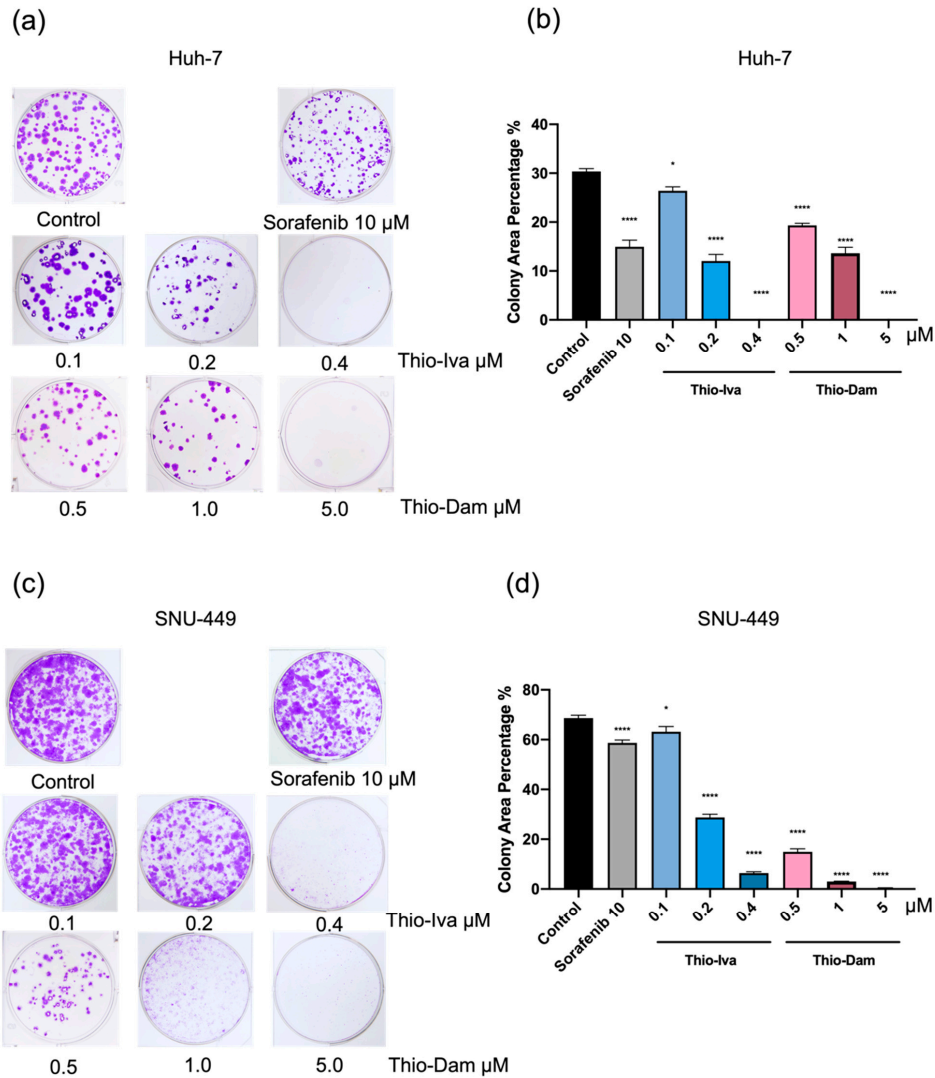 (a)
Huh-7
Control
Sorafenib 10 µM
0.1
0.2
0.4
Thio-Iva µM
0.5
1.0
5.0
Thio-Dam µM
(b)
Huh-7
Colony Area Percentage %
40
30
20
10
0
*
****
****
****
****
****
****
Control
Sorafenib 10
0.1
0.2
0.4
0.5
1
5
µM
Thio-Iva
Thio-Dam
(c)
SNU-449
Control
Sorafenib 10 µM
0.1
0.2
0.4
Thio-Iva µM
0.5
1.0
5.0
Thio-Dam µM
(d)
SNU-449
Colony Area Percentage %
80
60
40
20
0
****
*
****
****
****
****
****
Control
Sorafenib 10
0.1
0.2
0.4
0.5
1
5
µM
Thio-Iva
Thio-Dam